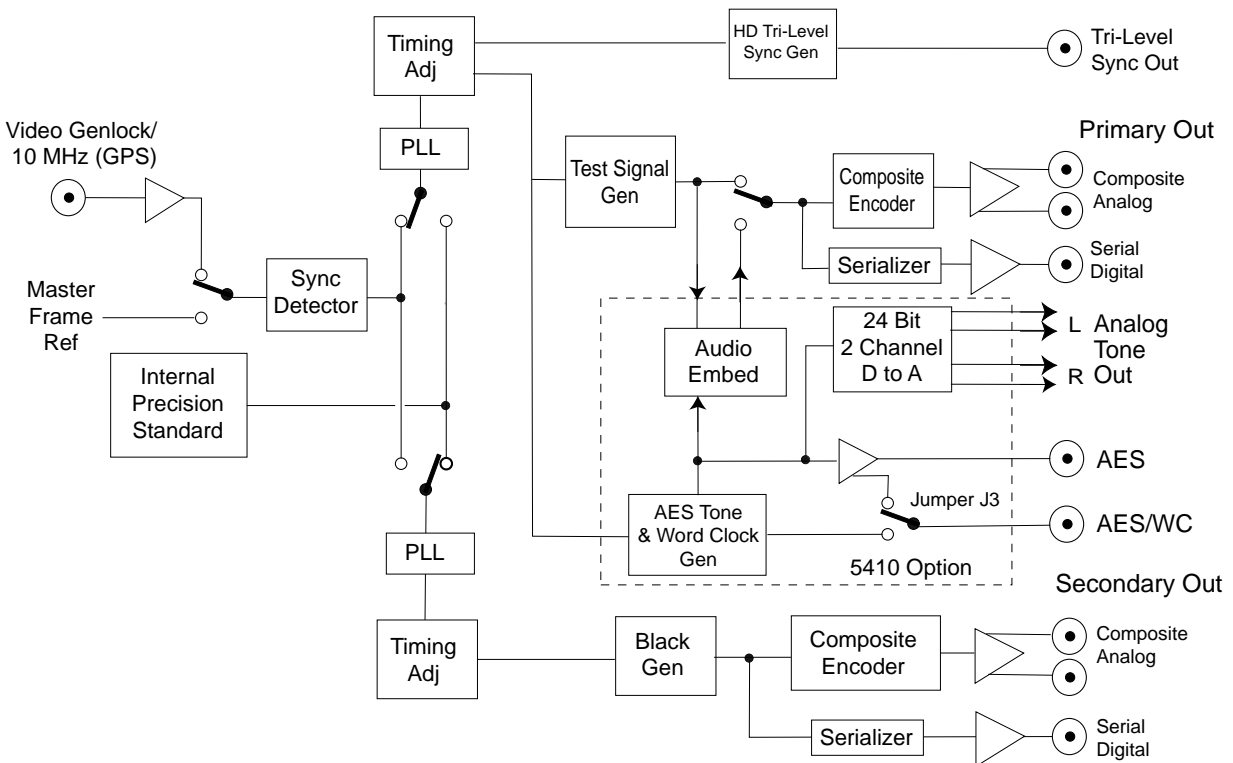 Timing
Adj
HD Tri-Level
Sync Gen
Tri-Level
Sync Out
Video Genlock/
10 MHz (GPS)
PLL
Primary Out
Test Signal
Gen
Composite
Encoder
Composite
Analog
Serializer
Serial
Digital
Master
Frame
Ref
Sync
Detector
Internal
Precision
Standard
Audio
Embed
24 Bit
2 Channel
D to A
L Analog
Tone
R Out
AES
AES Tone
& Word Clock
Gen
Jumper J3
AES/WC
5410 Option
PLL
Secondary Out
Timing
Adj
Black
Gen
Composite
Encoder
Composite
Analog
Serializer
Serial
Digital